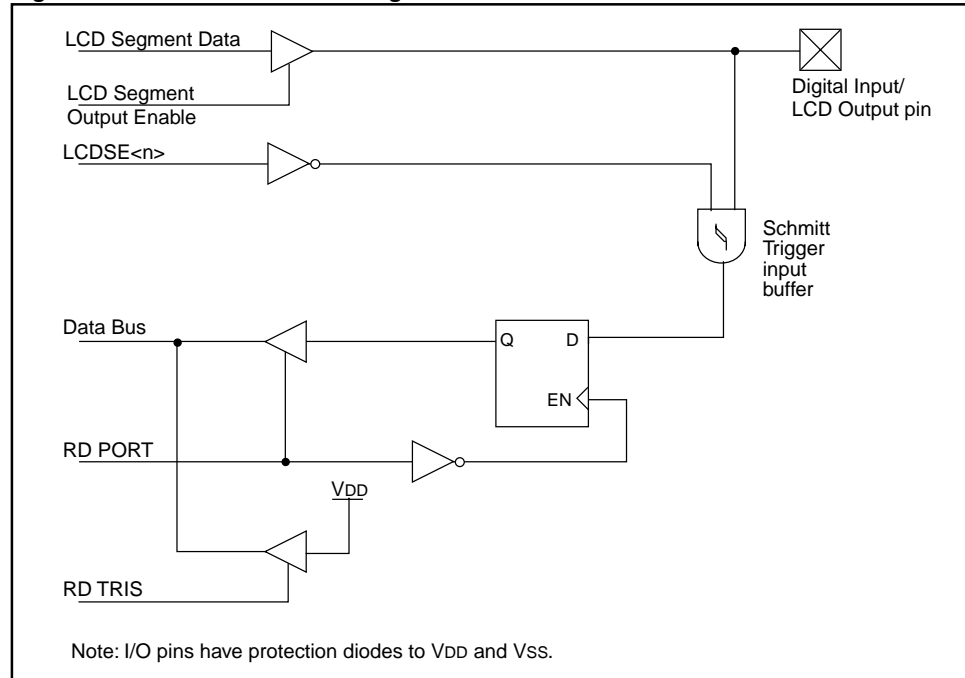 LCD Segment Data
LCD Segment
Output Enable
Digital Input/
LCD Output pin
LCDSE<n>
Schmitt
Trigger
input
buffer
Data Bus
Q
D
EN
RD PORT
VDD
RD TRIS
Note: I/O pins have protection diodes to VDD and VSS.